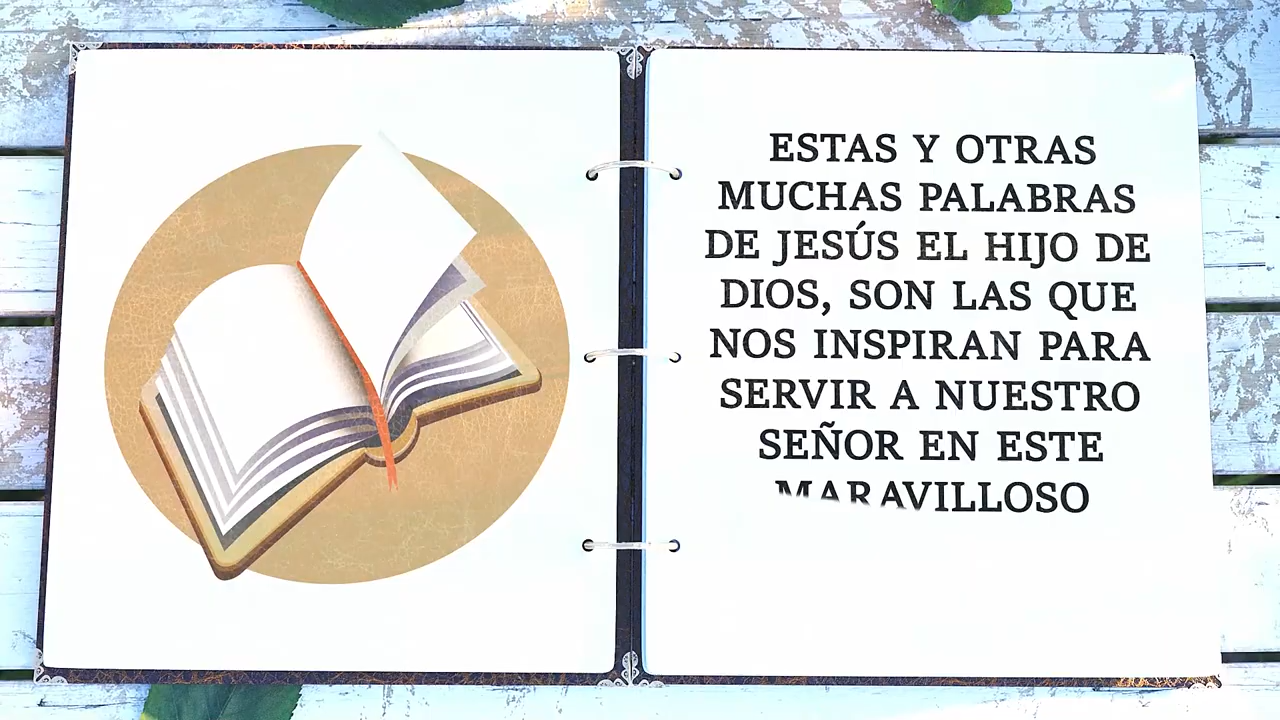 ESTAS Y OTRAS
MUCHAS PALABRAS
DE JESÚS EL HIJO DE
DIOS, SON LAS QUE
NOS INSPIRAN PARA
SERVIR A NUESTRO
SEÑOR EN ESTE
MARAVILLOSO